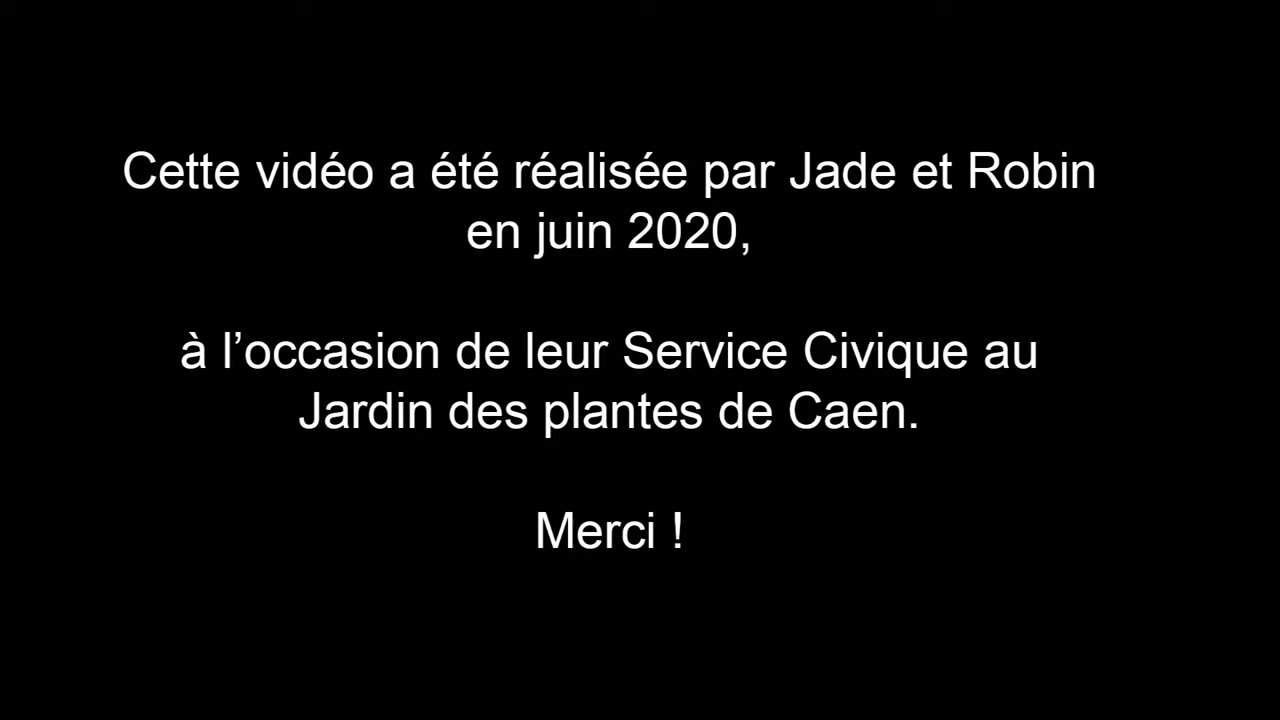 Cette vidéo a été réalisée par Jade et Robin
en juin 2020,
à l’occasion de leur Service Civique au
Jardin des plantes de Caen.
Merci !